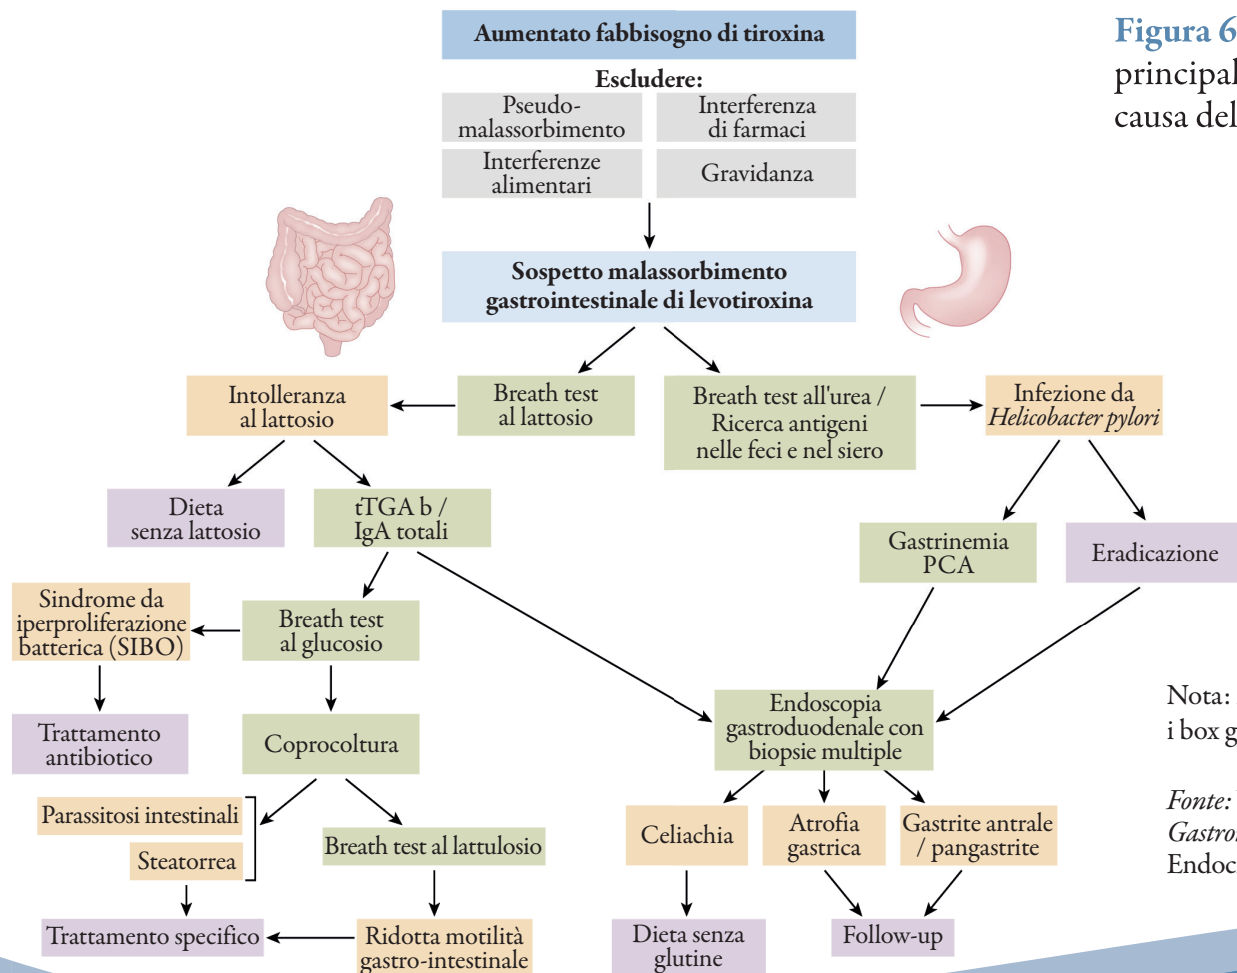 Aumentato fabbisogno di tiroxina
Escludere:
Pseudo-
malassorbimento
Interferenza
di farmaci
Interferenze
alimentari
Gravidanza
Figura 6
principal
causa del
Sospetto malassorbimento
gastrointestinale di levotiroxina
Intolleranza
al lattosio
Breath test
al lattosio
Breath test all'urea /
Ricerca antigeni
nelle feci e nel siero
Infezione da
Helicobacter pylori
Dieta
senza lattosio
tTGA b /
IgA totali
Gastrinemia
PCA
Eradicazione
Sindrome da
iperproliferazione
batterica (SIBO)
Breath test
al glucosio
Trattamento
antibiotico
Coprocoltura
Endoscopia
gastroduodenale con
biopsie multiple
Nota:
i box g
Parassitosi intestinali
Steatorrea
Breath test al lattulosio
Celiachia
Atrofia
gastrica
Gastrite antrale
/ pangastrite
Fonte:
Gastro
Endoc
Trattamento specifico
Ridotta motilità
gastro-intestinale
Dieta senza
glutine
Follow-up